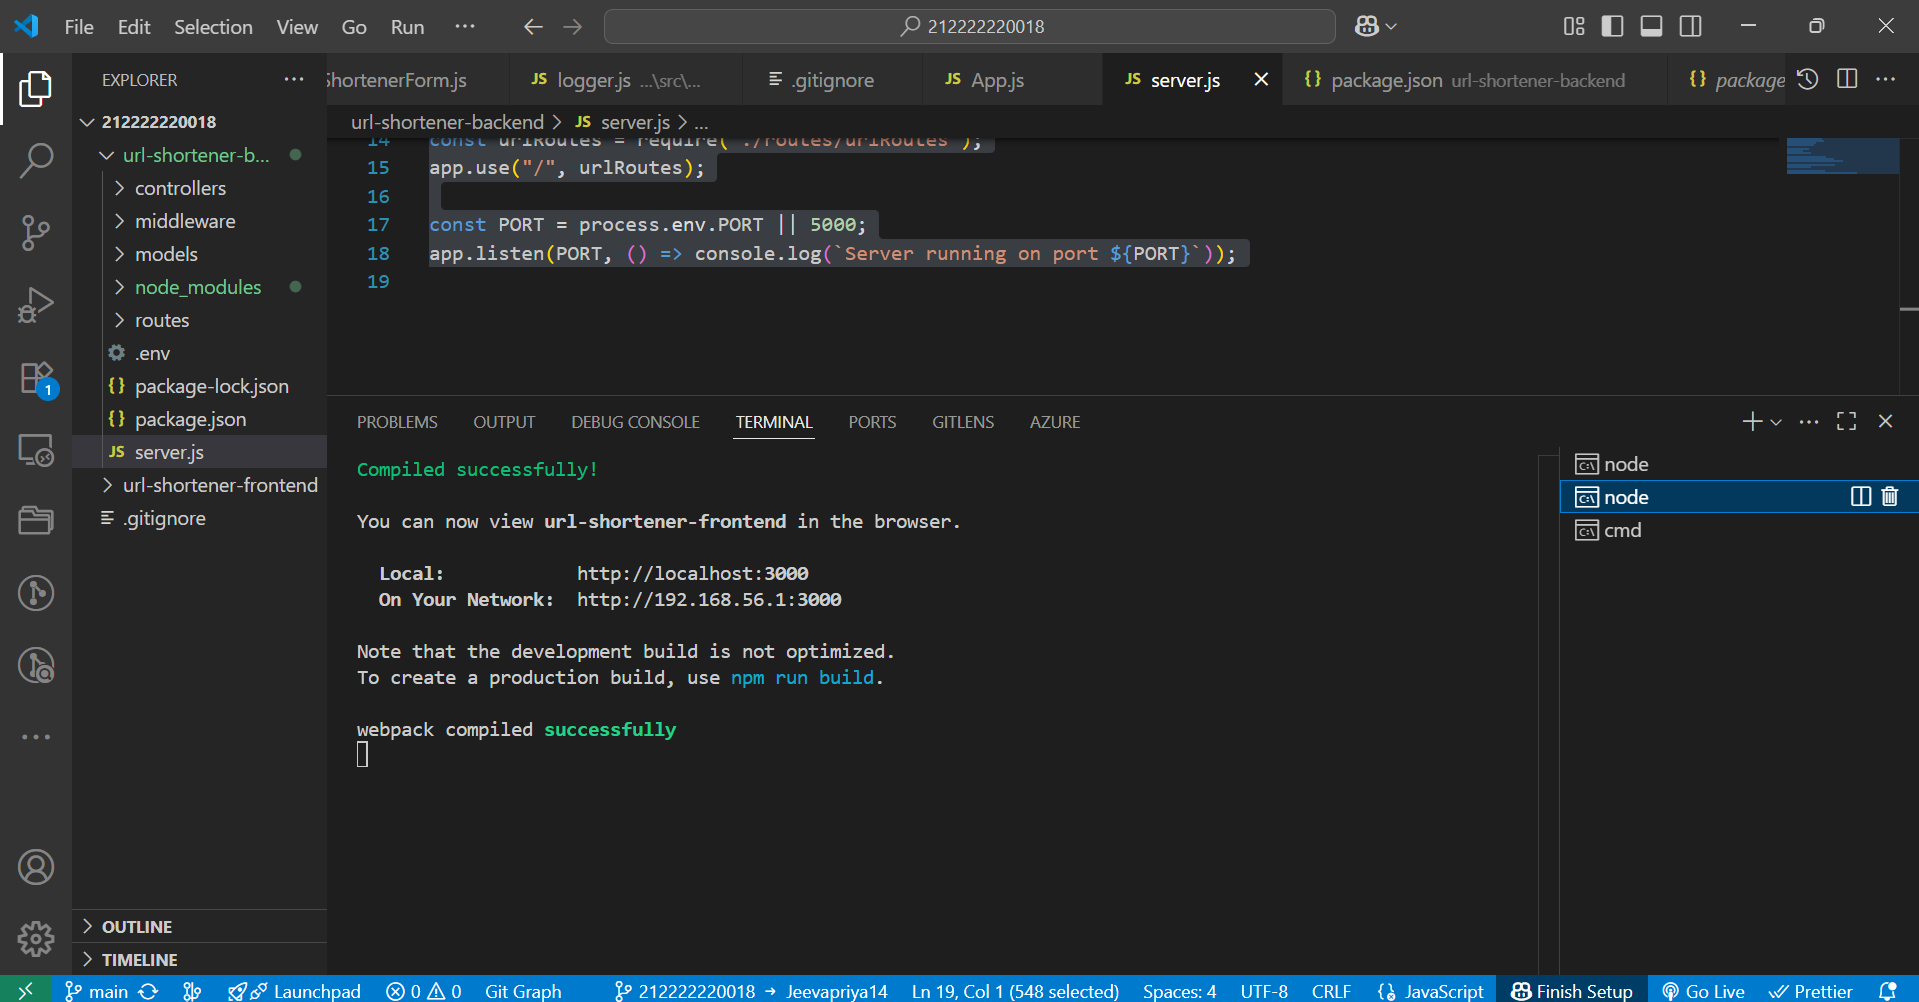 File Edit Selection View Go Run ··· 212222220018
EXPLORER ···
ShortenerForm.js JS logger.js ...\src\... .gitignore JS App.js JS server.js {} package.json url-shortener-backend {} package ···
url-shortener-backend > JS server.js > ...
212222220018
url-shortener-b...
controllers
middleware
models
node_modules
routes
.env
{} package-lock.json
{} package.json
JS server.js
url-shortener-frontend
.gitignore
OUTLINE
TIMELINE
14 const urlRoutes = require("./routes/urlRoutes");
15 app.use("/", urlRoutes);
16
17 const PORT = process.env.PORT || 5000;
18 app.listen(PORT, () => console.log(`Server running on port ${PORT}`));
19
PROBLEMS OUTPUT DEBUG CONSOLE TERMINAL PORTS GITLENS AZURE
Compiled successfully!
You can now view url-shortener-frontend in the browser.
Local: http://localhost:3000
On Your Network: http://192.168.56.1:3000
Note that the development build is not optimized.
To create a production build, use npm run build.
webpack compiled successfully
node
node
cmd
1
main Launchpad 0 0 Git Graph 212222220018 → Jeevapriya14 Ln 19, Col 1 (548 selected) Spaces: 4 UTF-8 CRLF JavaScript Finish Setup Go Live Prettier